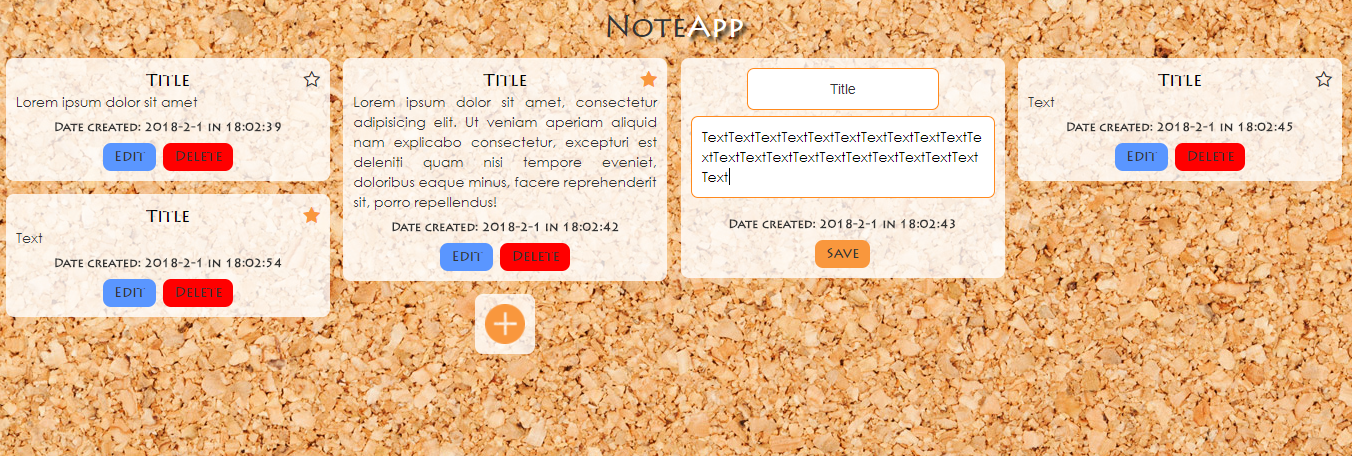 NoteApp
Title
Lorem ipsum dolor sit amet
Date created: 2018-2-1 in 18:02:39
Edit Delete
Title
Text
Date created: 2018-2-1 in 18:02:54
Edit Delete
Title
Lorem ipsum dolor sit amet, consectetur
adipisicing elit. Ut veniam aperiam aliquid
nam explicabo consectetur, excepturi est
deleniti quam nisi tempore eveniet,
doloribus eaque minus, facere reprehenderit
sit, porro repellendus!
Date created: 2018-2-1 in 18:02:42
Edit Delete
Title
TextTextTextTextTextTextTextTextTextTextTe
xtTextTextTextTextTextTextTextTextTextText
Text
Date created: 2018-2-1 in 18:02:43
Save
Title
Text
Date created: 2018-2-1 in 18:02:45
Edit Delete